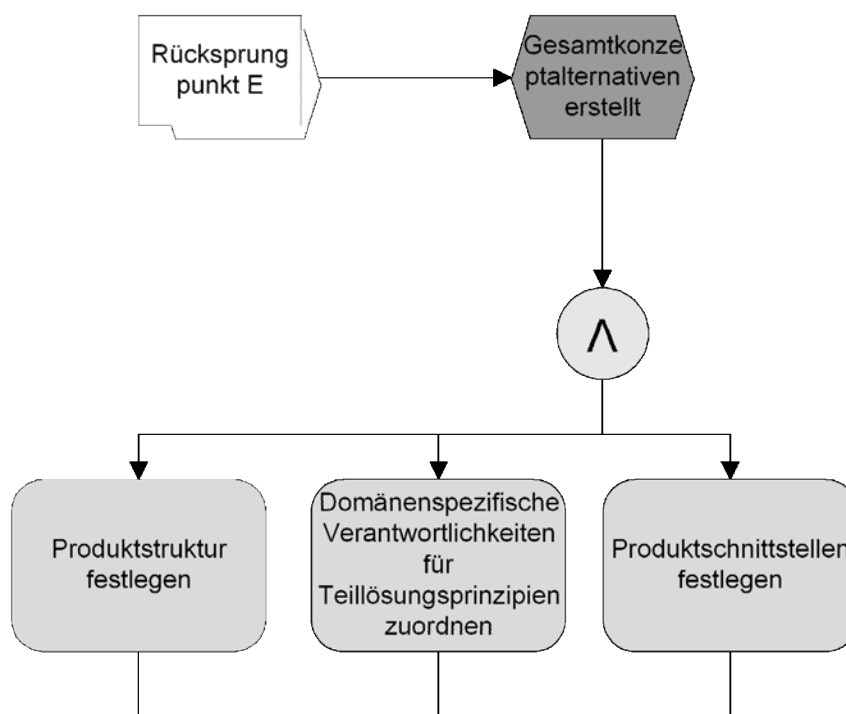 Rücksprung
punkt E
Gesamtkonze
ptalternativen
erstellt
Λ
Produktstruktur
festlegen
Domänenspezifische
Verantwortlichkeiten
für
Teillösungsprinzipien
zuordnen
Produktschnittstellen
festlegen